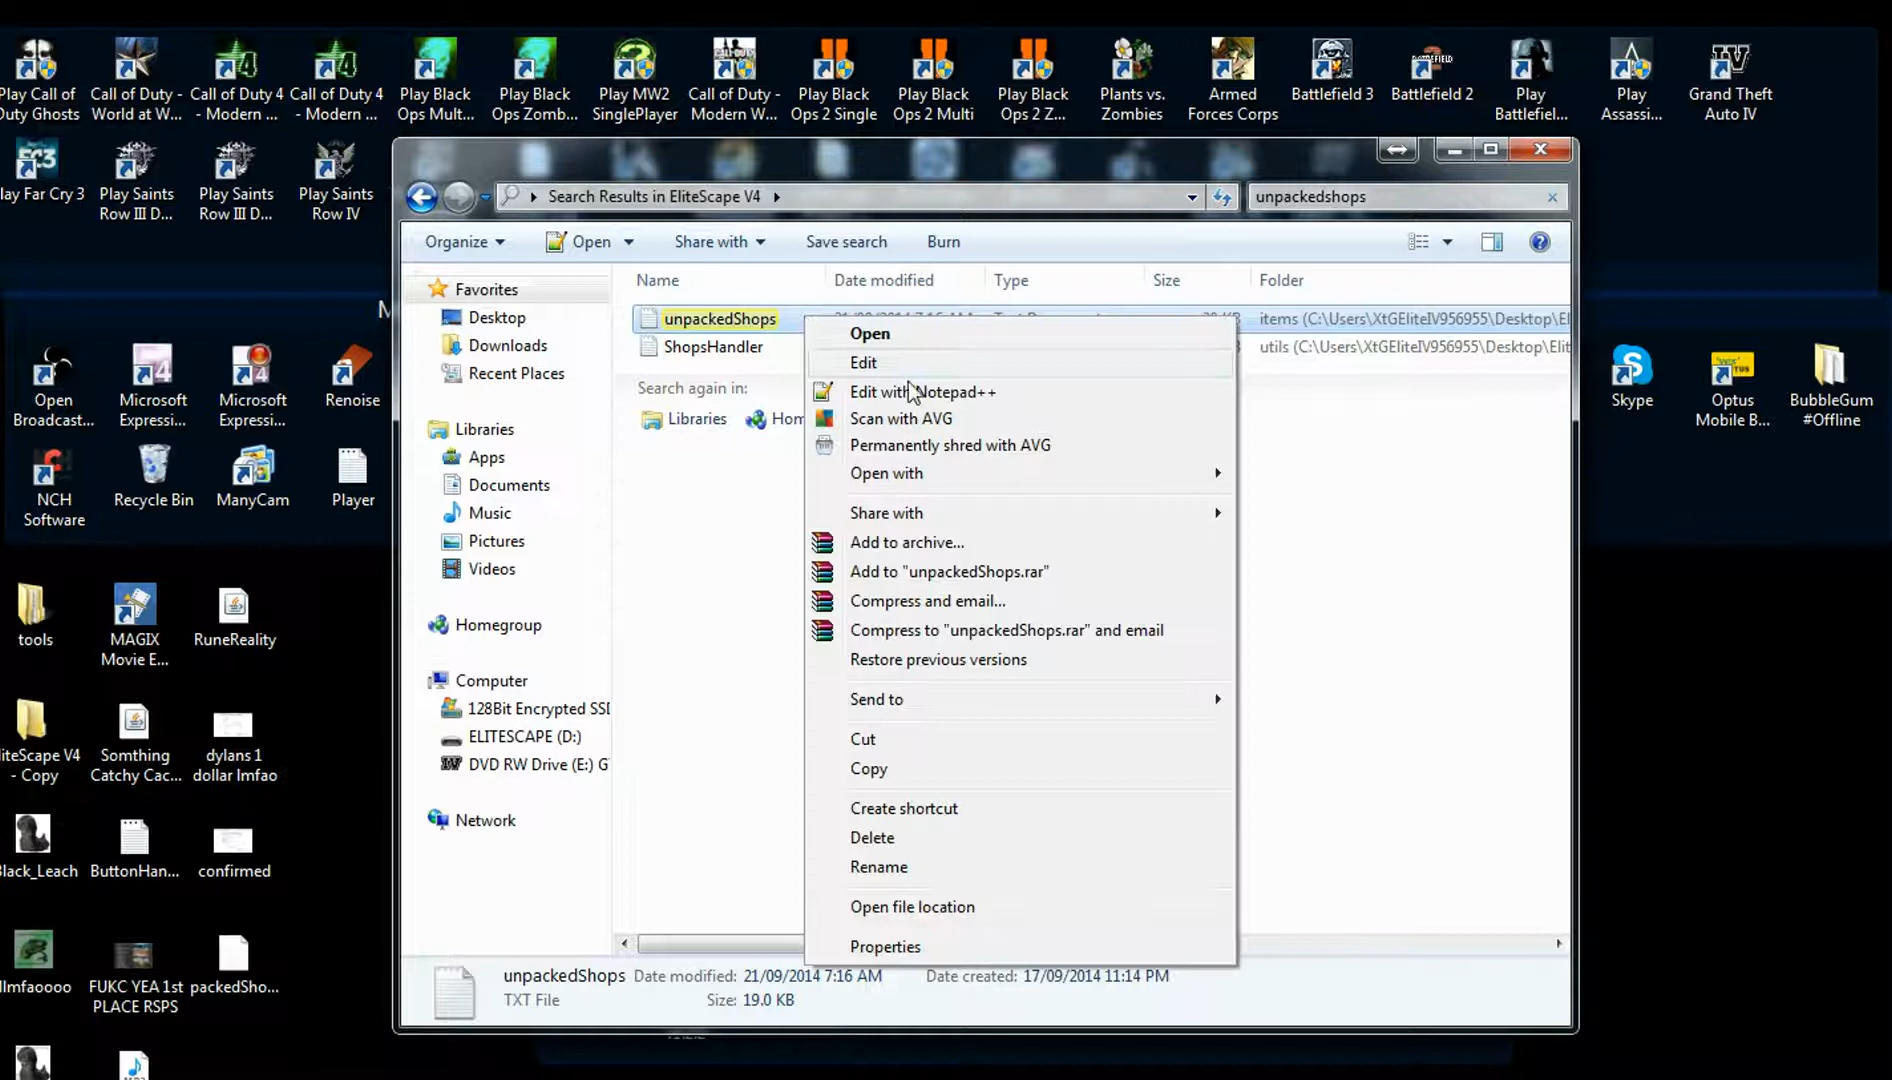 Play Call of Duty Ghosts
Call of Duty - World at W...
Call of Duty 4 - Modern ...
Call of Duty 4 - Modern ...
Play Black Ops Mult...
Play Black Ops Zomb...
Play MW2 SinglePlayer
Call of Duty - Modern W...
Play Black Ops 2 Single
Play Black Ops 2 Multi
Play Black Ops 2 Z...
Plants vs. Zombies
Armed Forces Corps
Battlefield 3
Battlefield 2
Play Battlefiel...
Play Assassi...
Grand Theft Auto IV
lay Far Cry 3
Play Saints Row III D...
Play Saints Row III D...
Play Saints Row IV
Search Results in EliteScape V4
unpackedshops
Organize
Open
Share with
Save search
Burn
Name
Date modified
Type
Size
Folder
Favorites
Desktop
Downloads
Recent Places
Libraries
Apps
Documents
Music
Pictures
Videos
Homegroup
Computer
128Bit Encrypted SSD
ELITESCAPE (D:)
DVD RW Drive (E:) G
Network
unpackedShops
items (C:\Users\XtGEliteIV956955\Desktop\El
ShopsHandler
utils (C:\Users\XtGEliteIV956955\Desktop\Elit
Search again in:
Libraries
Hom
Open
Edit
Edit with Notepad++
Scan with AVG
Permanently shred with AVG
Open with
Share with
Add to archive...
Add to "unpackedShops.rar"
Compress and email...
Compress to "unpackedShops.rar" and email
Restore previous versions
Send to
Cut
Copy
Create shortcut
Delete
Rename
Open file location
Properties
unpackedShops Date modified: 21/09/2014 7:16 AM Date created: 17/09/2014 11:14 PM
TXT File Size: 19.0 KB
M
Open Broadcast...
Microsoft Expressi...
Microsoft Expressi...
Renoise
NCH Software
Recycle Bin
ManyCam
Player
Skype
Optus Mobile B...
BubbleGum #Offline
tools
MAGIX Movie E...
RuneReality
liteScape V4 - Copy
Somthing Catchy Cac...
dylans 1 dollar lmfao
Black_Leach
ButtonHan...
confirmed
llmfaoooo
FUKC YEA 1st PLACE RSPS
packedSho...